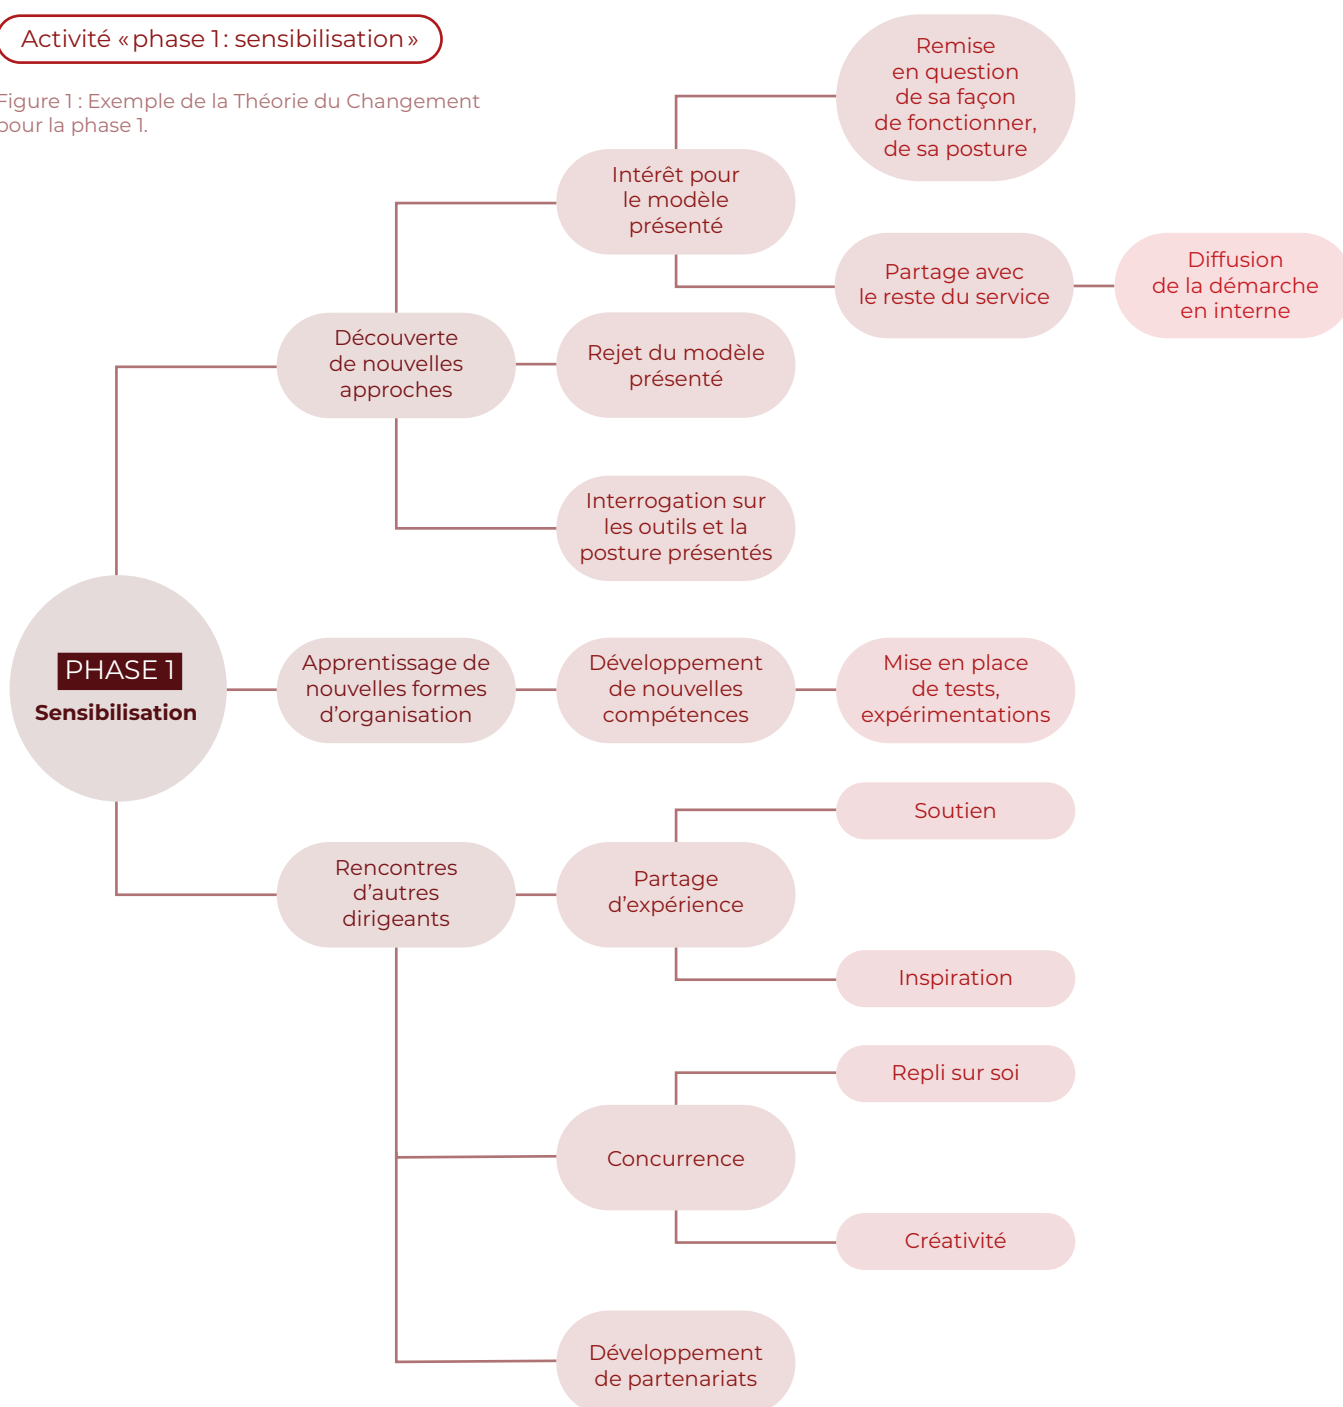 Activité «phase 1: sensibilisation»
Figure 1 : Exemple de la Théorie du Changement
pour la phase 1.
PHASE 1
Sensibilisation
Découverte
de nouvelles
approches
Intérêt pour
le modèle
présenté
Remise
en question
de sa façon
de fonctionner,
de sa posture
Partage avec
le reste du service
Diffusion
de la démarche
en interne
Rejet du modèle
présenté
Interrogation sur
les outils et la
posture présentés
Apprentissage de
nouvelles formes
d’organisation
Développement
de nouvelles
compétences
Mise en place
de tests,
expérimentations
Rencontres
d’autres
dirigeants
Partage
d’expérience
Soutien
Inspiration
Concurrence
Repli sur soi
Créativité
Développement
de partenariats